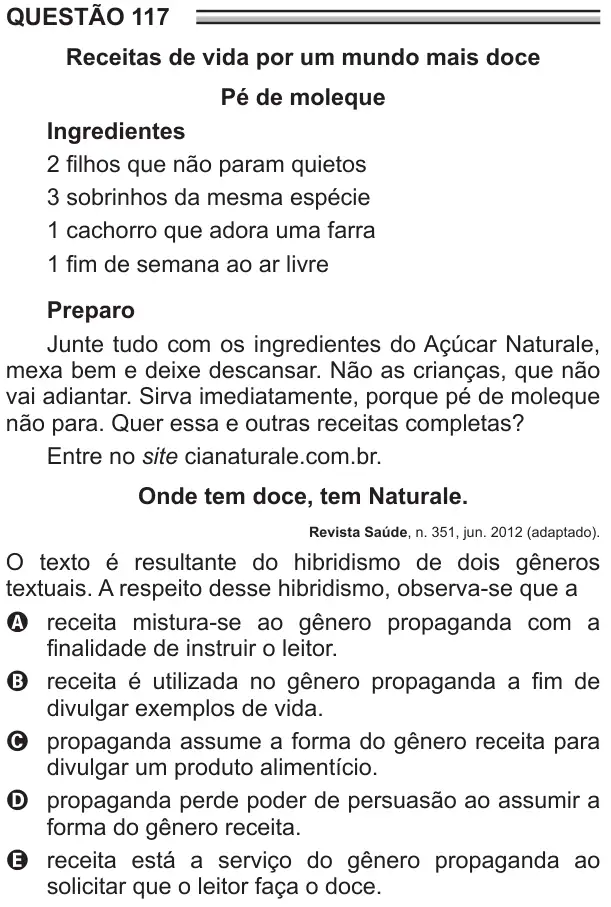 QUESTÃO 117
Receitas de vida por um mundo mais doce
Pé de moleque
Ingredientes
2 filhos que não param quietos
3 sobrinhos da mesma espécie
1 cachorro que adora uma farra
1 fim de semana ao ar livre
Preparo
Junte tudo com os ingredientes do Açúcar Naturale,
mexa bem e deixe descansar. Não as crianças, que não
vai adiantar. Sirva imediatamente, porque pé de moleque
não para. Quer essa e outras receitas completas?
Entre no site cianaturale.com.br.
Onde tem doce, tem Naturale.
Revista Saúde, n. 351, jun. 2012 (adaptado).
O texto é resultante do hibridismo de dois gêneros
textuais. A respeito desse hibridismo, observa-se que a
A receita mistura-se ao gênero propaganda com a
finalidade de instruir o leitor.
B receita é utilizada no gênero propaganda a fim de
divulgar exemplos de vida.
C propaganda assume a forma do gênero receita para
divulgar um produto alimentício.
D propaganda perde poder de persuasão ao assumir a
forma do gênero receita.
E receita está a serviço do gênero propaganda ao
solicitar que o leitor faça o doce.